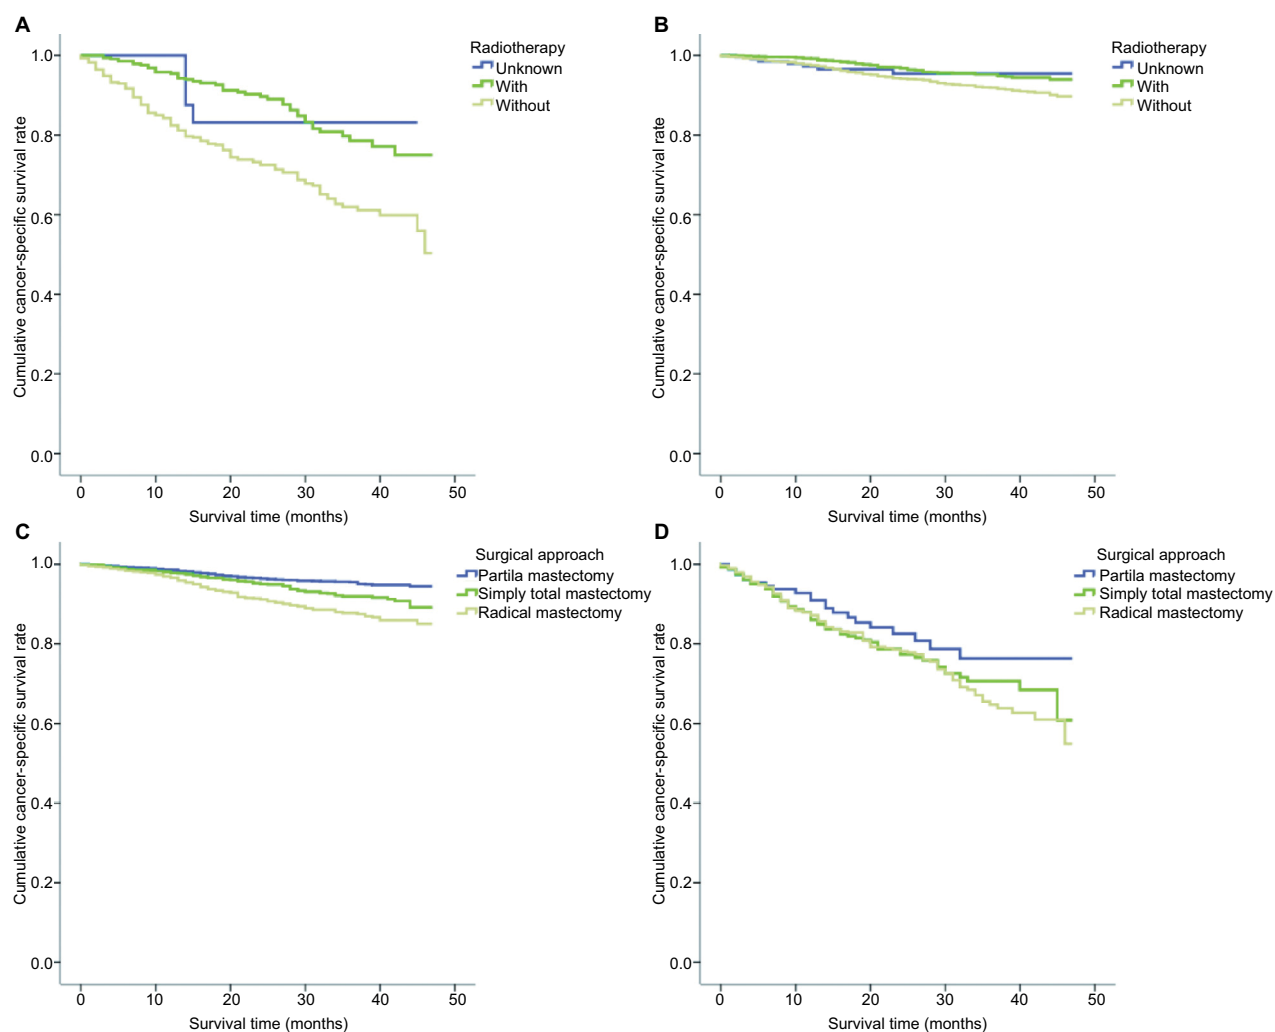 A
Cumulative cancer-specific survival rate
1.0
0.8
0.6
0.4
0.2
0.0
0 10 20 30 40 50
Survival time (months)
Radiotherapy
Unknown
With
Without
B
Cumulative cancer-specific survival rate
1.0
0.8
0.6
0.4
0.2
0.0
0 10 20 30 40 50
Survival time (months)
Radiotherapy
Unknown
With
Without
C
Cumulative cancer-specific survival rate
1.0
0.8
0.6
0.4
0.2
0.0
0 10 20 30 40 50
Survival time (months)
Surgical approach
Partila mastectomy
Simply total mastectomy
Radical mastectomy
D
Cumulative cancer-specific survival rate
1.0
0.8
0.6
0.4
0.2
0.0
0 10 20 30 40 50
Survival time (months)
Surgical approach
Partila mastectomy
Simply total mastectomy
Radical mastectomy